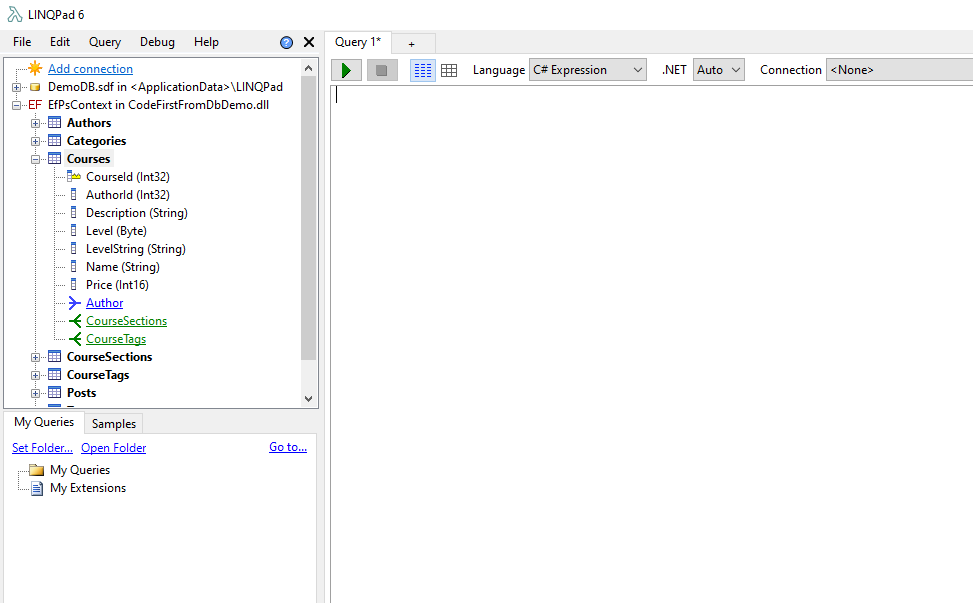 LINQPad 6
File Edit Query Debug Help
Query 1* +
Language C# Expression .NET Auto Connection <None>
Add connection
DemoDB.sdf in <ApplicationData>\LINQPad
EF EfPsContext in CodeFirstFromDbDemo.dll
Authors
Categories
Courses
CourseId (Int32)
AuthorId (Int32)
Description (String)
Level (Byte)
LevelString (String)
Name (String)
Price (Int16)
Author
CourseSections
CourseTags
CourseSections
CourseTags
Posts
My Queries Samples
Set Folder... Open Folder Go to...
My Queries
My Extensions